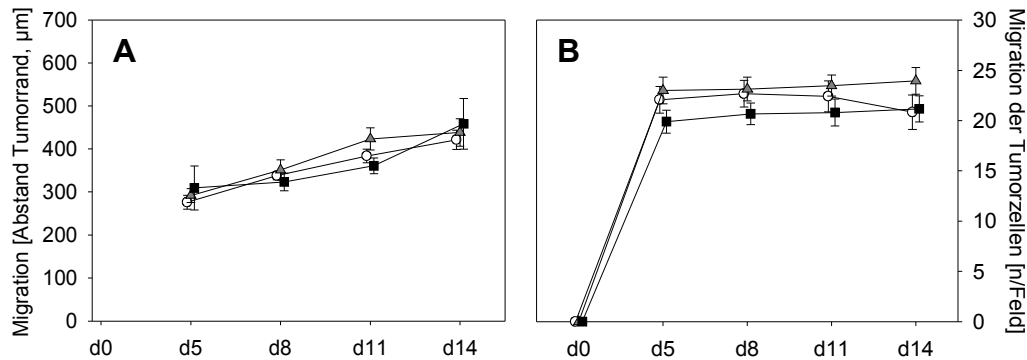 Migration [Abstand Tumorrand, µm]
700
600
500
400
300
200
100
0
A
d0 d5 d8 d11 d14
B
d0 d5 d8 d11 d14
30
25
20
15
10
5
0
Migration der Tumorzellen [n/Feld]